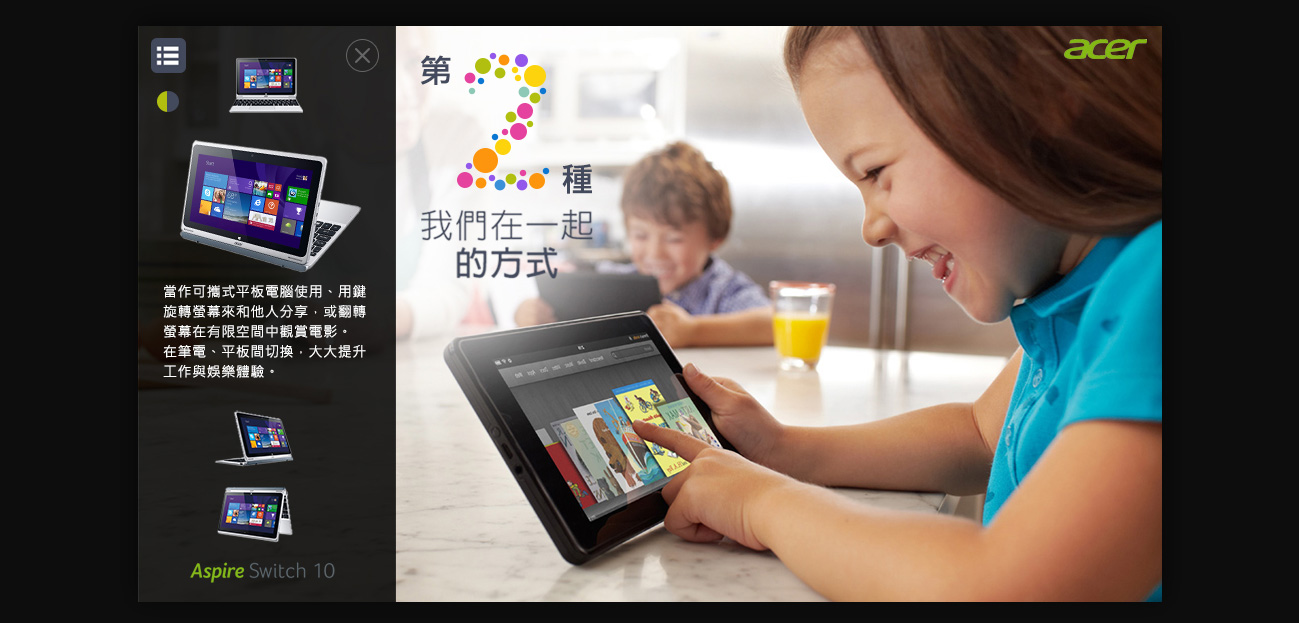 acer
第2種
我們在一起
的方式
當作可攜式平板電腦使用、用鍵
旋轉螢幕來和他人分享，或翻轉
螢幕在有限空間中觀賞電影。
在筆電、平板間切換，大大提升
工作與娛樂體驗。
Aspire Switch 10